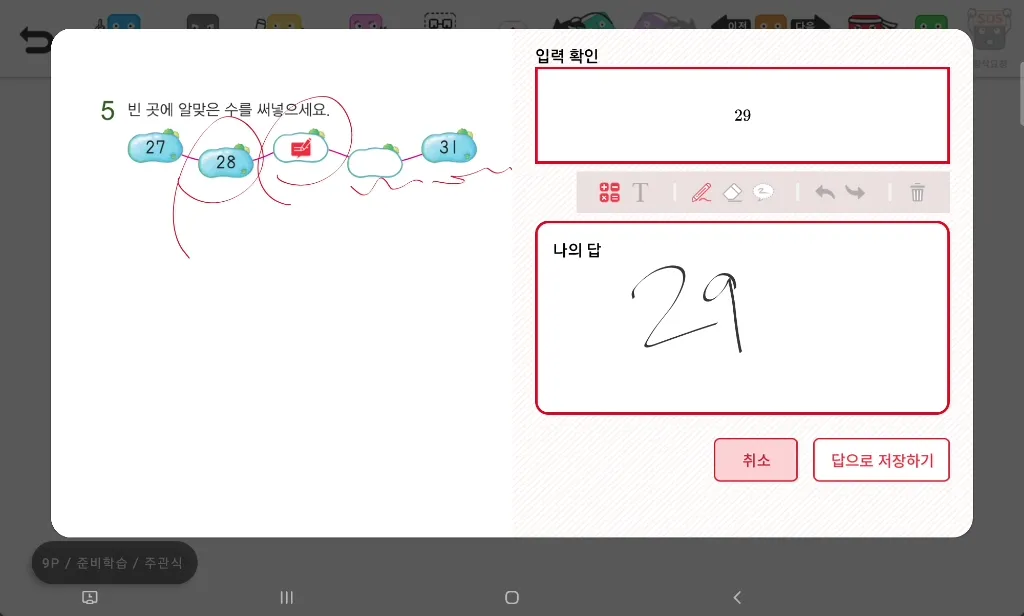 이전 다음
SOS
입력 확인
5 빈 곳에 알맞은 수를 써넣으세요.
27 28 31
29
T
나의 답
29
취소 답으로 저장하기
9P / 준비학습 / 주관식